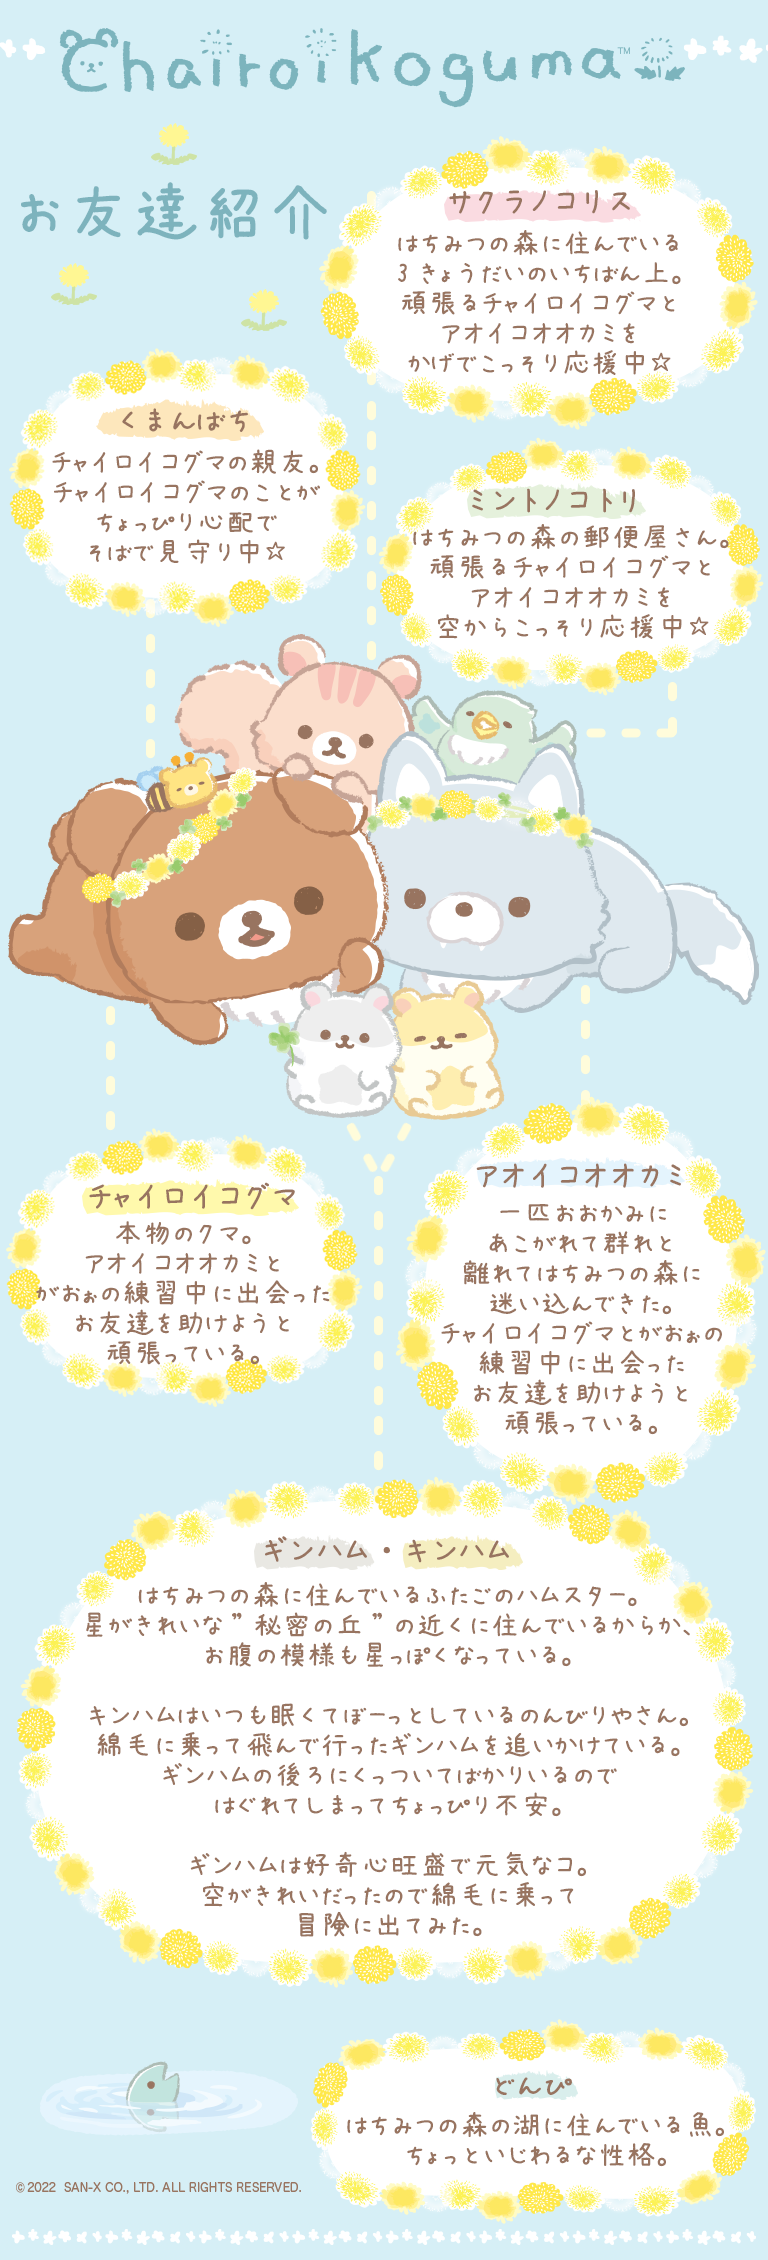 Chairoikoguma™
お友達紹介
サクラノコリス
はちみつの森に住んでいる
3きょうだいのいちばん上。
頑張るチャイロイコグマと
アオイコオオカミを
かげでこっそり応援中☆
くまんばち
チャイロイコグマの親友。
チャイロイコグマのことが
ちょっぴり心配で
そばで見守り中☆
ミントノコトリ
はちみつの森の郵便屋さん。
頑張るチャイロイコグマと
アオイコオオカミを
空からこっそり応援中☆
チャイロイコグマ
本物のクマ。
アオイコオオカミと
がおぉの練習中に出会った
お友達を助けようと
頑張っている。
アオイコオオカミ
一匹おおかみに
あこがれて群れと
離れてはちみつの森に
迷い込んできた。
チャイロイコグマとがおぉの
練習中に出会った
お友達を助けようと
頑張っている。
ギンハム・キンハム
はちみつの森に住んでいるふたごのハムスター。
星がきれいな”秘密の丘”の近くに住んでいるからか、
お腹の模様も星っぽくなっている。
キンハムはいつも眠くてぼーっとしているのんびりやさん。
綿毛に乗って飛んで行ったギンハムを追いかけている。
ギンハムの後ろにくっついてばかりいるので
はぐれてしまってちょっぴり不安。
ギンハムは好奇心旺盛で元気なコ。
空がきれいだったので綿毛に乗って
冒険に出てみた。
どんぴ
はちみつの森の湖に住んでいる魚。
ちょっといじわるな性格。
©2022 SAN-X CO., LTD. ALL RIGHTS RESERVED.